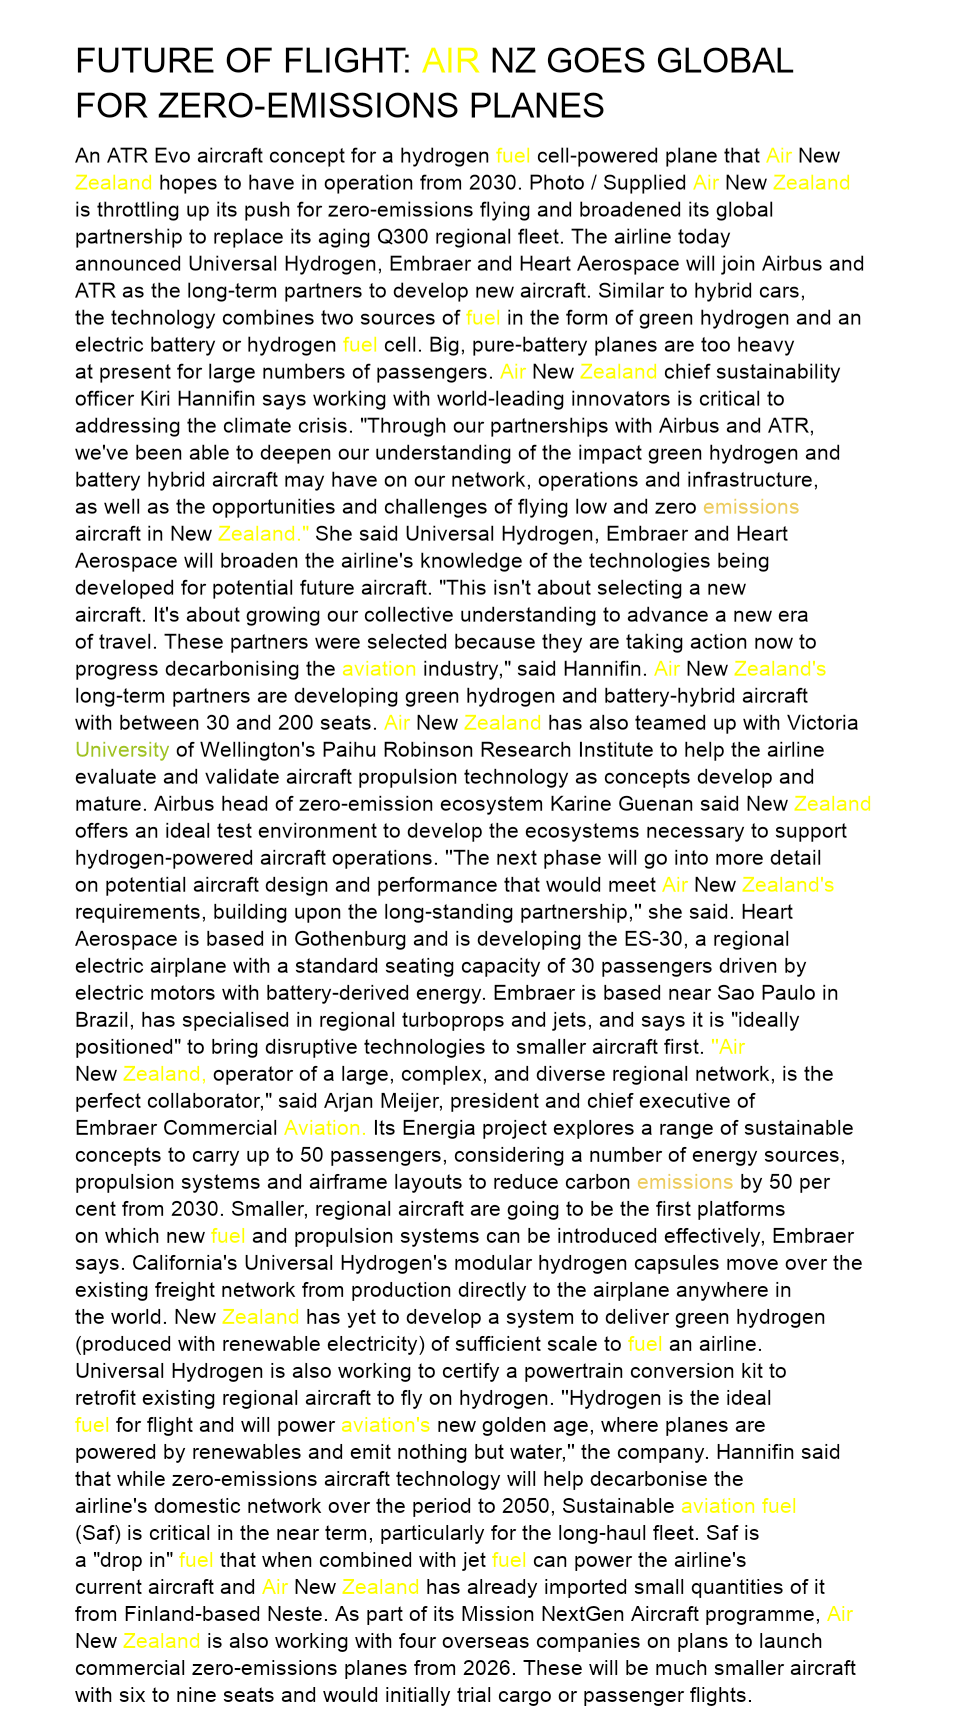 FUTURE OF FLIGHT: AIR NZ GOES GLOBAL
FOR ZERO-EMISSIONS PLANES
An ATR Evo aircraft concept for a hydrogen fuel cell-powered plane that Air New
Zealand hopes to have in operation from 2030. Photo / Supplied Air New Zealand
is throttling up its push for zero-emissions flying and broadened its global
partnership to replace its aging Q300 regional fleet. The airline today
announced Universal Hydrogen, Embraer and Heart Aerospace will join Airbus and
ATR as the long-term partners to develop new aircraft. Similar to hybrid cars,
the technology combines two sources of fuel in the form of green hydrogen and an
electric battery or hydrogen fuel cell. Big, pure-battery planes are too heavy
at present for large numbers of passengers. Air New Zealand chief sustainability
officer Kiri Hannifin says working with world-leading innovators is critical to
addressing the climate crisis. "Through our partnerships with Airbus and ATR,
we've been able to deepen our understanding of the impact green hydrogen and
battery hybrid aircraft may have on our network, operations and infrastructure,
as well as the opportunities and challenges of flying low and zero emissions
aircraft in New Zealand." She said Universal Hydrogen, Embraer and Heart
Aerospace will broaden the airline's knowledge of the technologies being
developed for potential future aircraft. "This isn't about selecting a new
aircraft. It's about growing our collective understanding to advance a new era
of travel. These partners were selected because they are taking action now to
progress decarbonising the aviation industry," said Hannifin. Air New Zealand's
long-term partners are developing green hydrogen and battery-hybrid aircraft
with between 30 and 200 seats. Air New Zealand has also teamed up with Victoria
University of Wellington's Paihu Robinson Research Institute to help the airline
evaluate and validate aircraft propulsion technology as concepts develop and
mature. Airbus head of zero-emission ecosystem Karine Guenan said New Zealand
offers an ideal test environment to develop the ecosystems necessary to support
hydrogen-powered aircraft operations. "The next phase will go into more detail
on potential aircraft design and performance that would meet Air New Zealand's
requirements, building upon the long-standing partnership," she said. Heart
Aerospace is based in Gothenburg and is developing the ES-30, a regional
electric airplane with a standard seating capacity of 30 passengers driven by
electric motors with battery-derived energy. Embraer is based near Sao Paulo in
Brazil, has specialised in regional turboprops and jets, and says it is "ideally
positioned" to bring disruptive technologies to smaller aircraft first. "Air
New Zealand, operator of a large, complex, and diverse regional network, is the
perfect collaborator," said Arjan Meijer, president and chief executive of
Embraer Commercial Aviation. Its Energia project explores a range of sustainable
concepts to carry up to 50 passengers, considering a number of energy sources,
propulsion systems and airframe layouts to reduce carbon emissions by 50 per
cent from 2030. Smaller, regional aircraft are going to be the first platforms
on which new fuel and propulsion systems can be introduced effectively, Embraer
says. California's Universal Hydrogen's modular hydrogen capsules move over the
existing freight network from production directly to the airplane anywhere in
the world. New Zealand has yet to develop a system to deliver green hydrogen
(produced with renewable electricity) of sufficient scale to fuel an airline.
Universal Hydrogen is also working to certify a powertrain conversion kit to
retrofit existing regional aircraft to fly on hydrogen. "Hydrogen is the ideal
fuel for flight and will power aviation's new golden age, where planes are
powered by renewables and emit nothing but water," the company. Hannifin said
that while zero-emissions aircraft technology will help decarbonise the
airline's domestic network over the period to 2050, Sustainable aviation fuel
(Saf) is critical in the near term, particularly for the long-haul fleet. Saf is
a "drop in" fuel that when combined with jet fuel can power the airline's
current aircraft and Air New Zealand has already imported small quantities of it
from Finland-based Neste. As part of its Mission NextGen Aircraft programme, Air
New Zealand is also working with four overseas companies on plans to launch
commercial zero-emissions planes from 2026. These will be much smaller aircraft
with six to nine seats and would initially trial cargo or passenger flights.